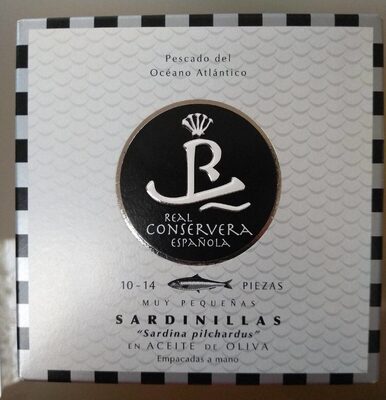 Pescado del
Océano Atlántico
R
REAL
CONSERVERA
ESPAÑOLA
10-14 PIEZAS
MUY PEQUEÑAS
SARDINILLAS
"Sardina pilchardus"
EN ACEITE DE OLIVA
Empacadas a mano